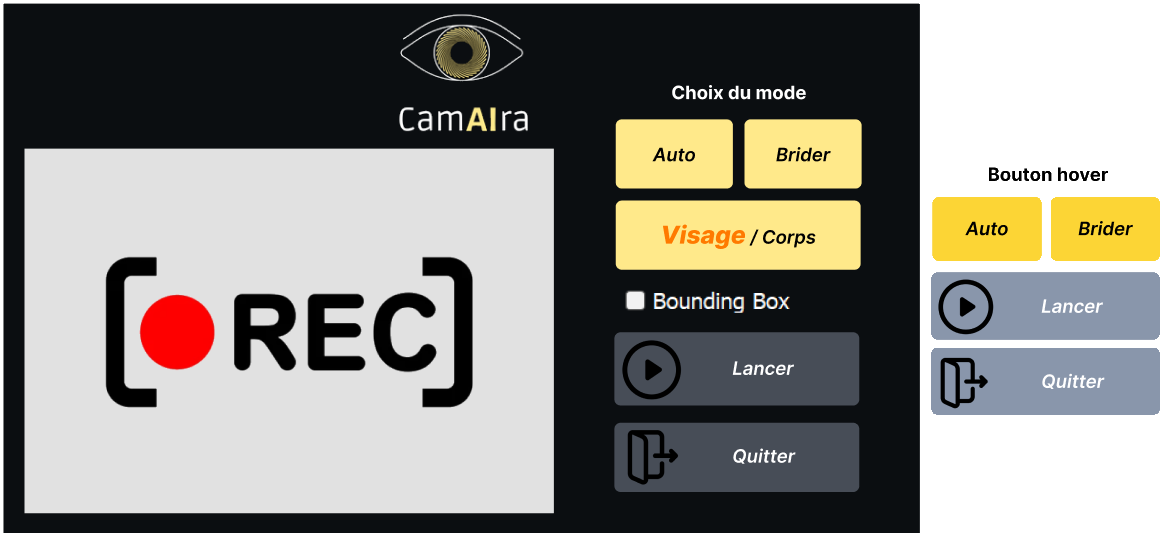 CamAIra
REC
Choix du mode
Auto
Brider
Visage / Corps
Bounding Box
Lancer
Quitter
Bouton hover
Auto
Brider
Lancer
Quitter